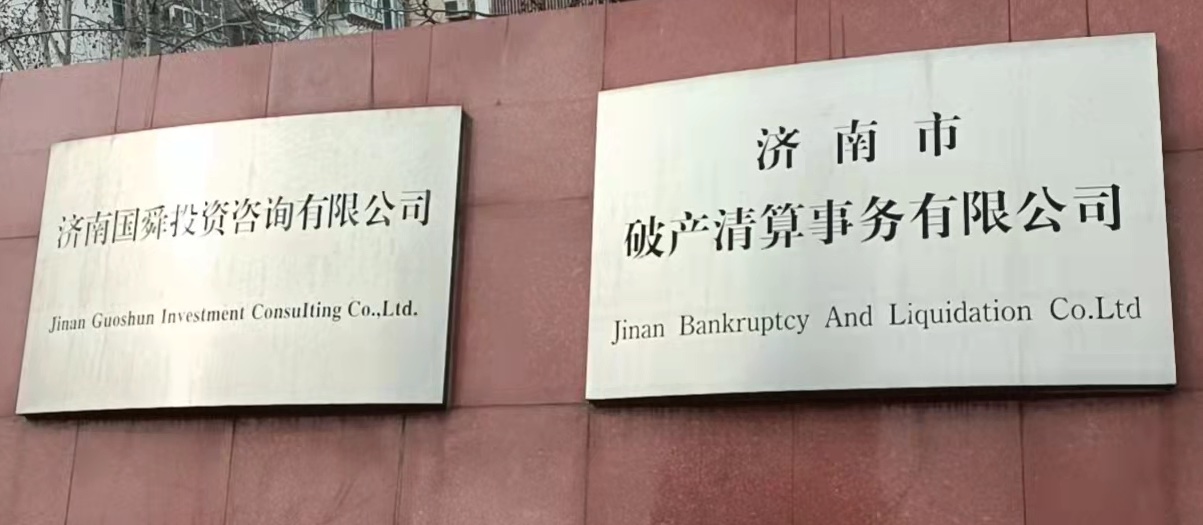 济南国舜投资咨询有限公司
Jinan Guoshun Investment Consulting Co.,Ltd.
济南市
破产清算事务有限公司
Jinan Bankruptcy And Liquidation Co.Ltd